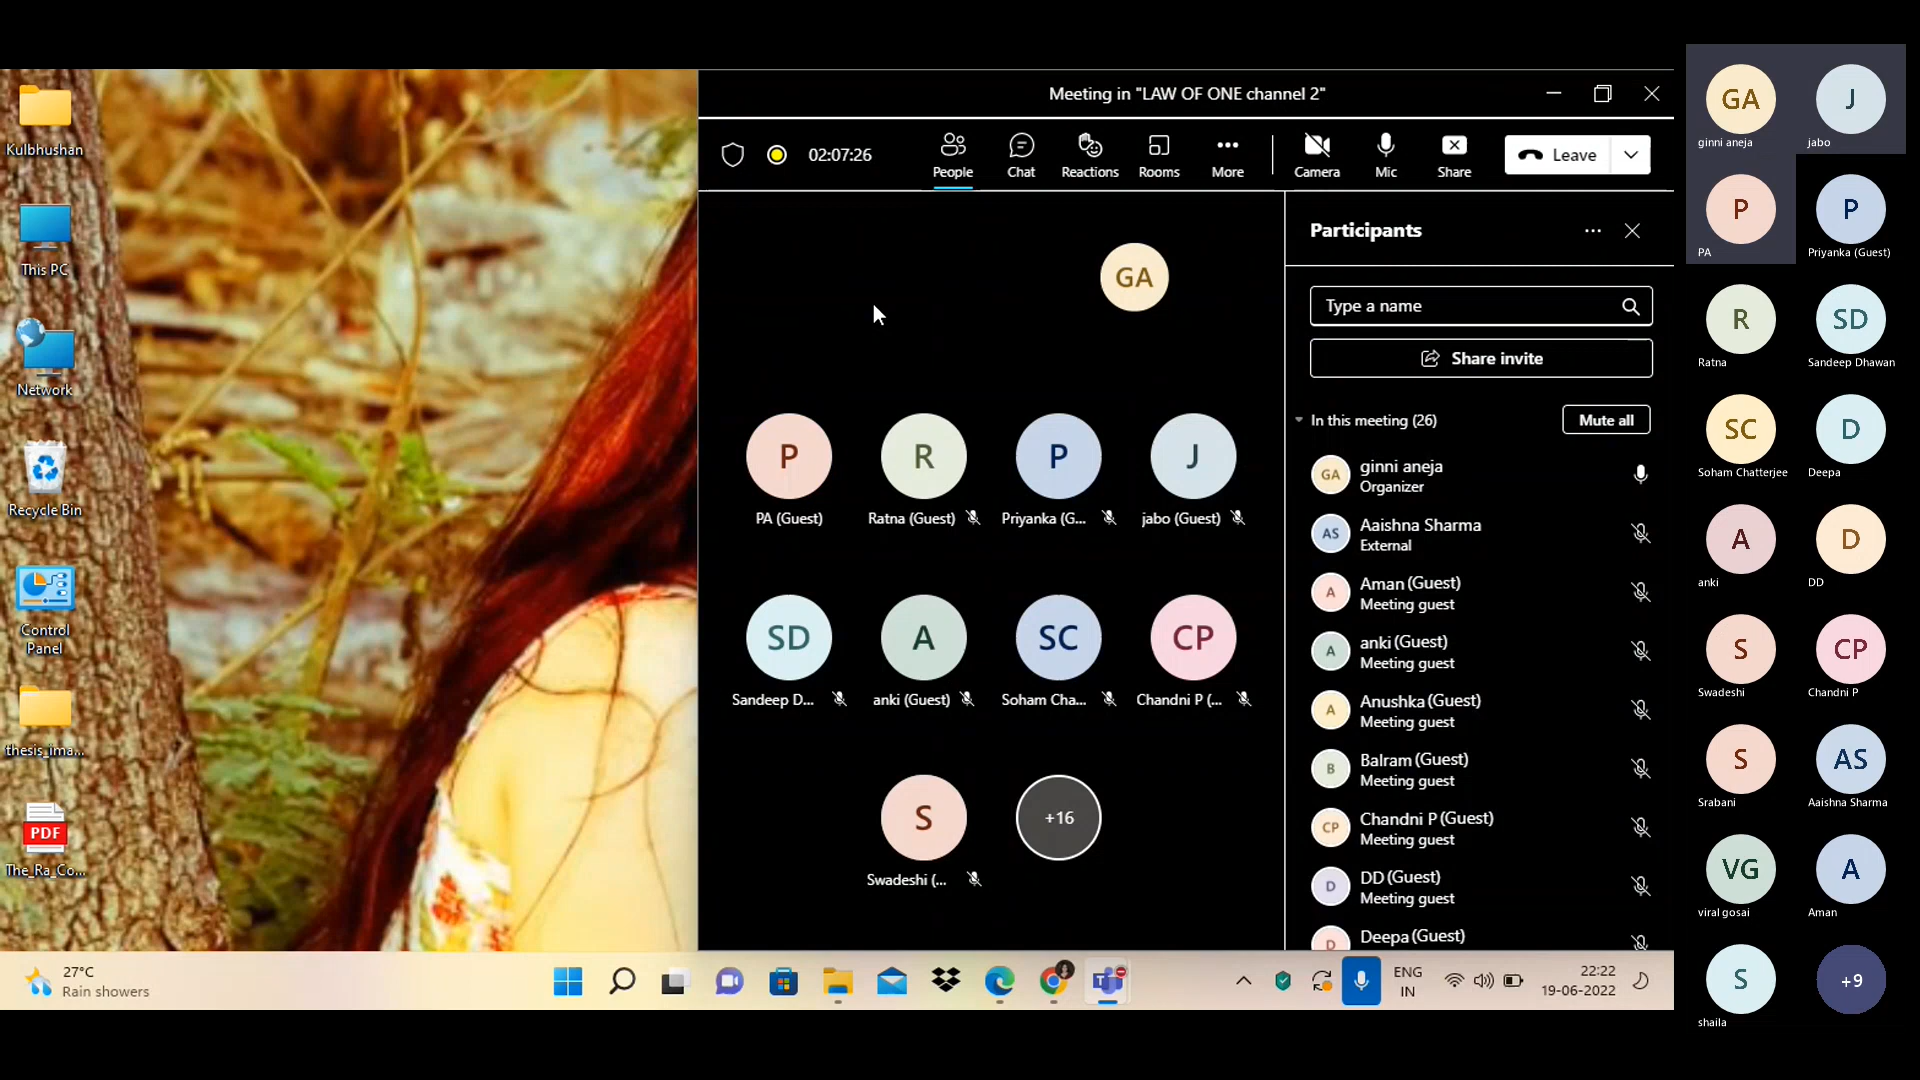 Kulbhushan
This PC
Network
Recycle Bin
Control
Panel
thesis_ima...
PDF
The_Ra_Co...
Meeting in "LAW OF ONE channel 2"
02:07:26
People
Chat
Reactions
Rooms
More
Camera
Mic
Share
Leave
GA
P
PA (Guest)
R
Ratna (Guest)
P
Priyanka (G...
J
jabo (Guest)
SD
Sandeep D...
A
anki (Guest)
SC
Soham Cha...
CP
Chandni P (...
S
Swadeshi (...
+16
Participants
Type a name
Share invite
In this meeting (26)
Mute all
GA
ginni aneja
Organizer
AS
Aaishna Sharma
External
A
Aman (Guest)
Meeting guest
A
anki (Guest)
Meeting guest
A
Anushka (Guest)
Meeting guest
B
Balram (Guest)
Meeting guest
CP
Chandni P (Guest)
Meeting guest
D
DD (Guest)
Meeting guest
D
Deepa (Guest)
27°C
Rain showers
ENG
IN
22:22
19-06-2022
GA
ginni aneja
J
jabo
P
PA
P
Priyanka (Guest)
R
Ratna
SD
Sandeep Dhawan
SC
Soham Chatterjee
D
Deepa
A
anki
D
DD
S
Swadeshi
CP
Chandni P
S
Srabani
AS
Aaishna Sharma
VG
viral gosai
A
Aman
S
shaila
+9